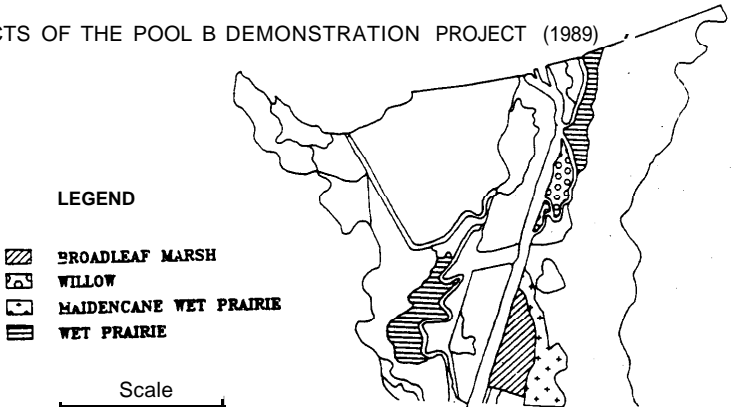 CTS OF THE POOL B DEMONSTRATION PROJECT (1989)
LEGEND
BROADLEAF MARSH
WILLOW
MAIDENCANE WET PRAIRIE
WET PRAIRIE
Scale